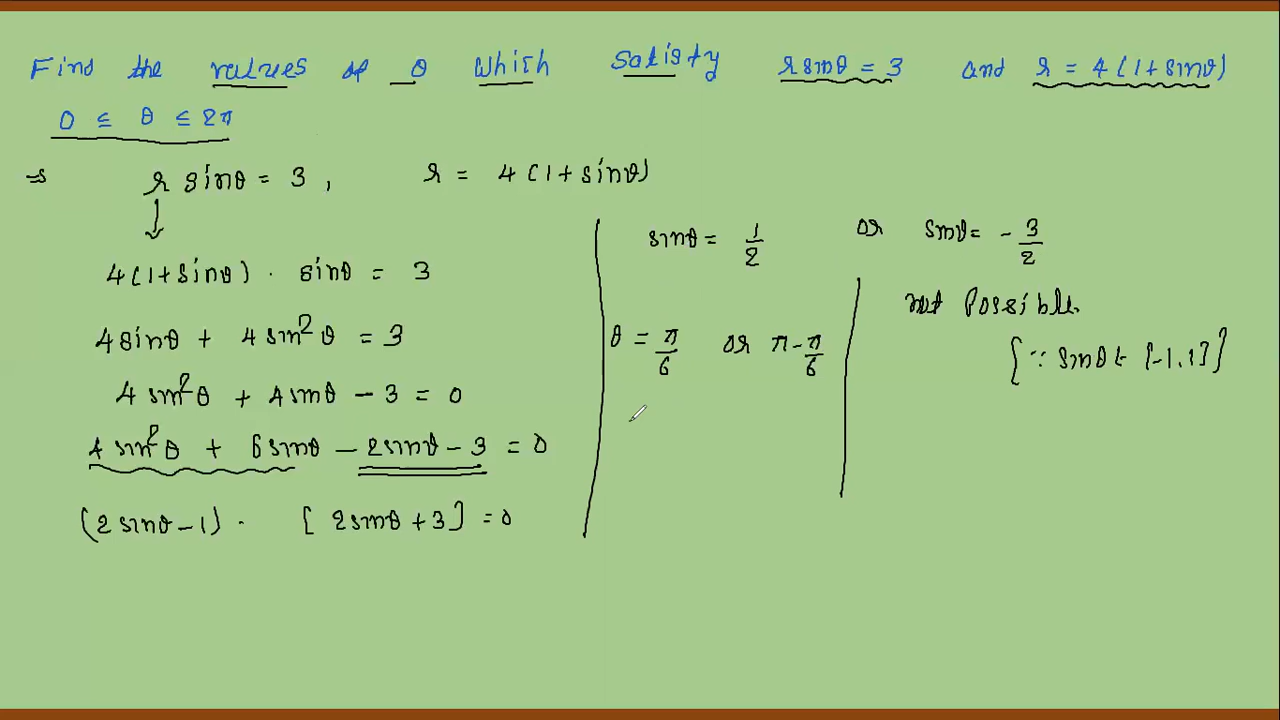 Find the values of θ which satisfy r sinθ = 3 and r = 4(1+sinθ)
0 ≤ θ ≤ 2π
⇒ r sinθ = 3, r = 4(1+sinθ)
↓
4(1+sinθ) · sinθ = 3
4sinθ + 4sin²θ = 3
4sin²θ + 4sinθ - 3 = 0
4sin²θ + 6sinθ - 2sinθ - 3 = 0
(2sinθ - 1) · [2sinθ + 3] = 0
sinθ = 1/2 or sinθ = - 3/2
θ = π/6 or π - π/6
not Possible.
{∵ sinθ ∈ [-1,1]}